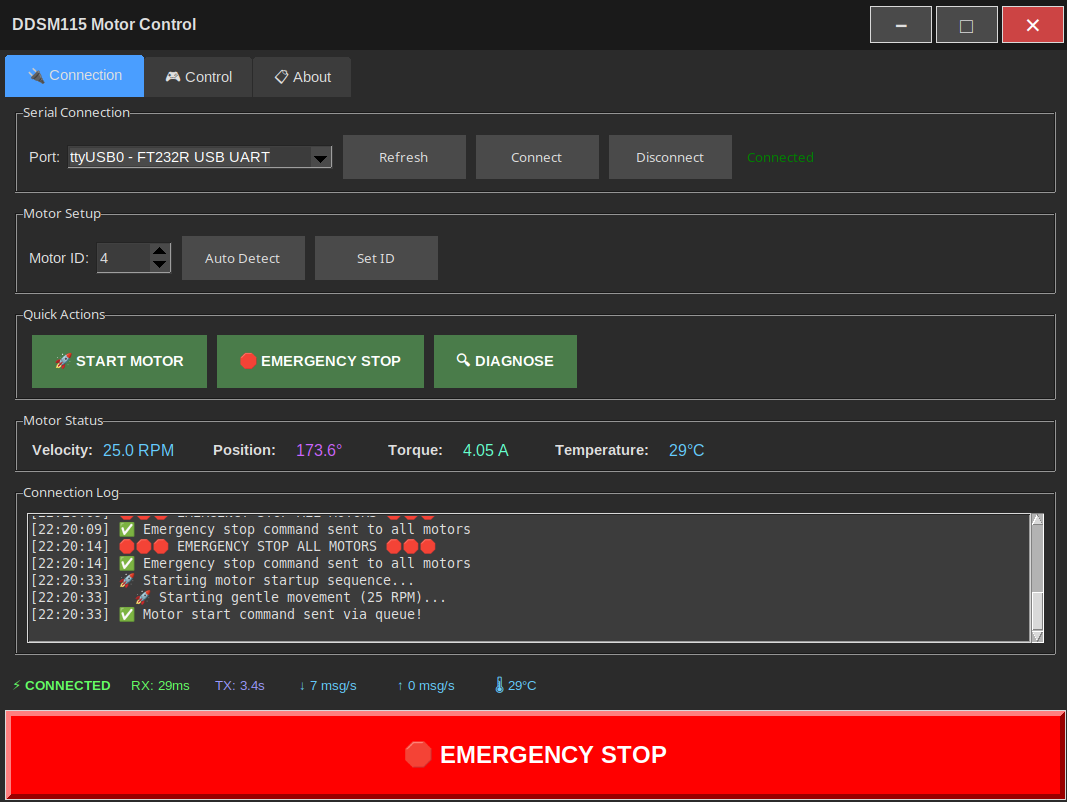 DDSM115 Motor Control
🔌 Connection
🎮 Control
🏷 About
Serial Connection
Port: ttyUSB0 - FT232R USB UART Refresh Connect Disconnect Connected
Motor Setup
Motor ID: 4 Auto Detect Set ID
Quick Actions
🚀 START MOTOR 🛑 EMERGENCY STOP 🔍 DIAGNOSE
Motor Status
Velocity: 25.0 RPM Position: 173.6° Torque: 4.05 A Temperature: 29°C
Connection Log
[22:20:09] ✅ Emergency stop command sent to all motors
[22:20:14] 🛑🛑🛑 EMERGENCY STOP ALL MOTORS 🛑🛑🛑
[22:20:14] ✅ Emergency stop command sent to all motors
[22:20:33] 🚀 Starting motor startup sequence...
[22:20:33] 🚀 Starting gentle movement (25 RPM)...
[22:20:33] ✅ Motor start command sent via queue!
⚡ CONNECTED RX: 29ms TX: 3.4s ↓ 7 msg/s ↑ 0 msg/s 🌡 29°C
🛑 EMERGENCY STOP